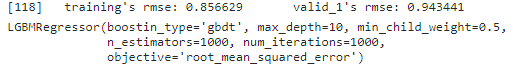 [118]	training's rmse: 0.856629	valid_1's rmse: 0.943441
LGBMRegressor(boostin_type='gbdt', max_depth=10, min_child_weight=0.5,
              n_estimators=1000, num_iterations=1000,
              objective='root_mean_squared_error')